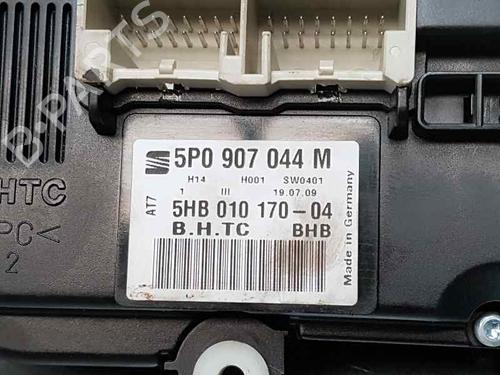 B-PARTS
5P0 907 044 M
H14 H001 SW0401
1 III 19.07.09
AT7
5HB 010 170-04
B.H.TC BHB
Made in Germany
HTC
PC<
2